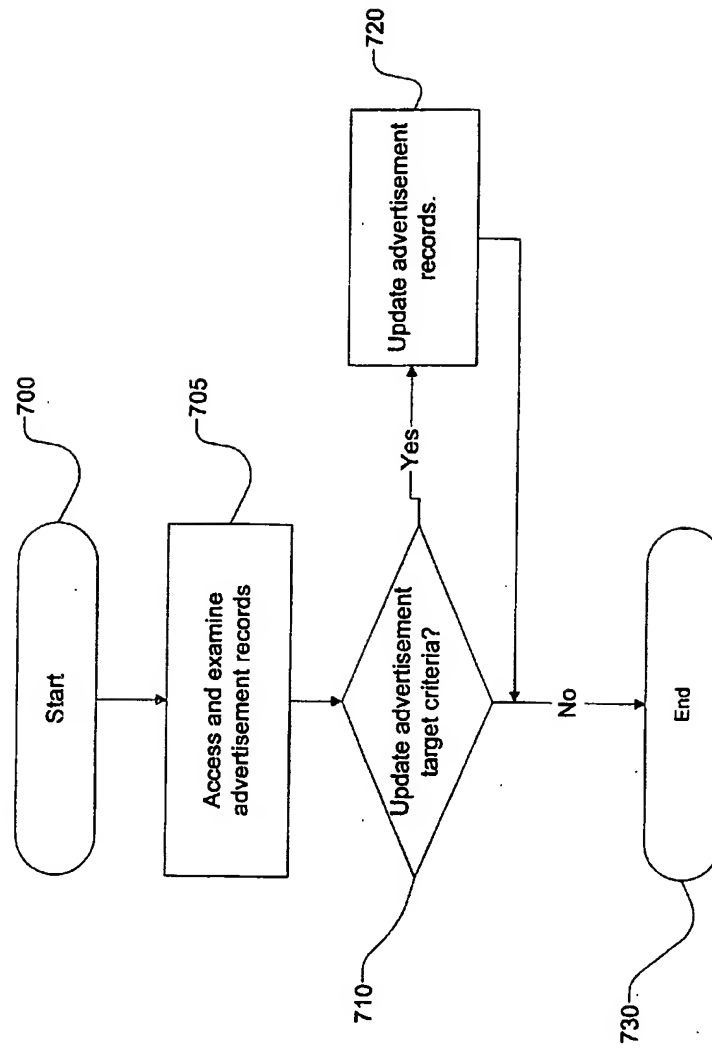 700
Start
705
Access and examine
advertisement records
710
Update advertisement
target criteria?
Yes
720
Update advertisement
records.
No
730
End